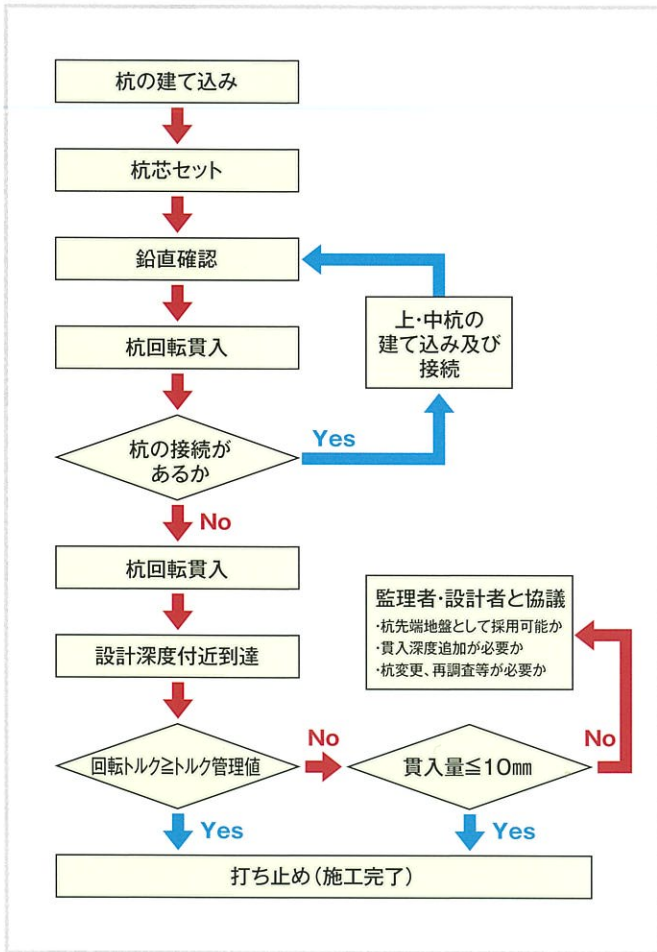 杭の建て込み
杭芯セット
鉛直確認
杭回転貫入
上・中杭の
建て込み及び
接続
杭の接続が
あるか
Yes
No
杭回転貫入
設計深度付近到達
監理者・設計者と協議
・杭先端地盤として採用可能か
・貫入深度追加が必要か
・杭変更、再調査等が必要か
回転トルク≧トルク管理値
No
貫入量≦10mm
No
Yes
Yes
打ち止め(施工完了)